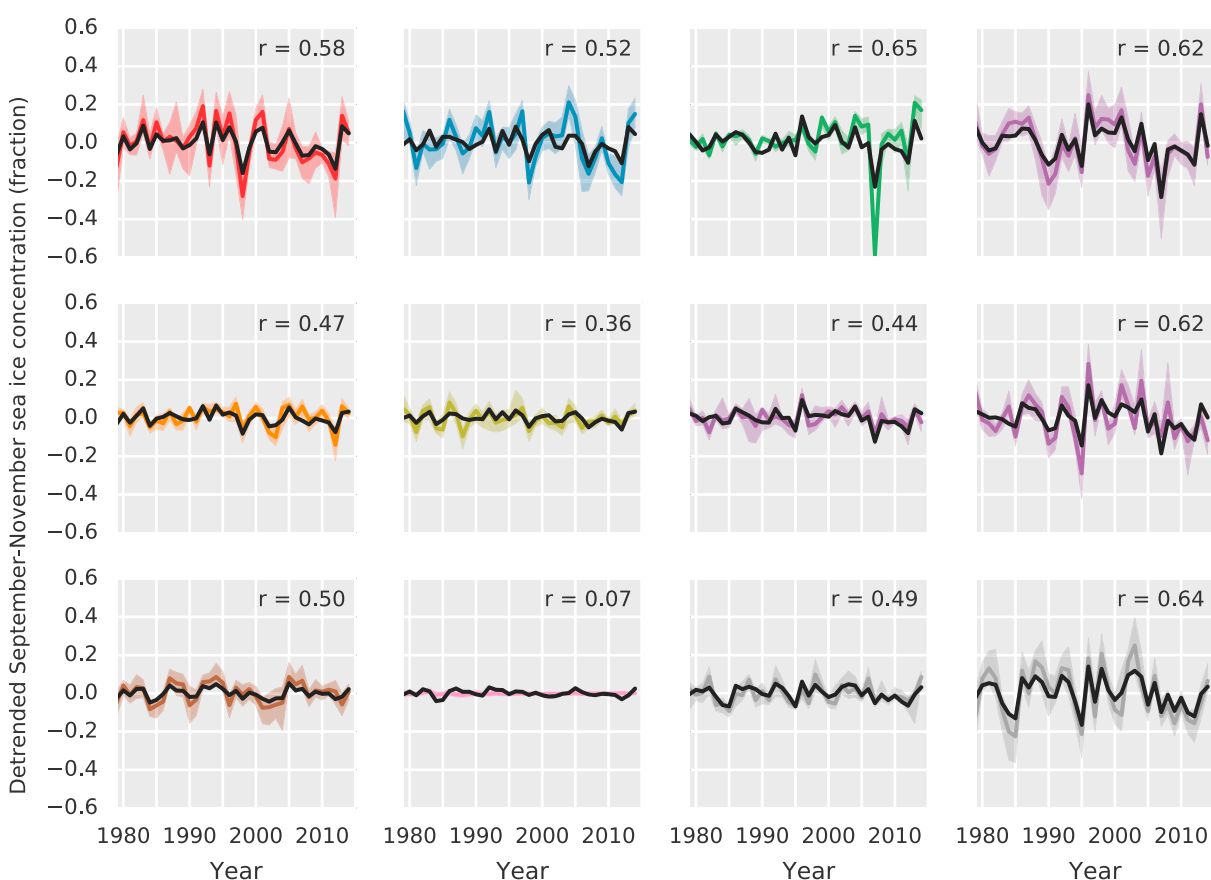 Detrended September-November sea ice concentration (fraction)
0.6
0.4
0.2
0.0
−0.2
−0.4
−0.6
r = 0.58
r = 0.52
r = 0.65
r = 0.62
0.6
0.4
0.2
0.0
−0.2
−0.4
−0.6
r = 0.47
r = 0.36
r = 0.44
r = 0.62
0.6
0.4
0.2
0.0
−0.2
−0.4
−0.6
r = 0.50
r = 0.07
r = 0.49
r = 0.64
1980 1990 2000 2010
1980 1990 2000 2010
1980 1990 2000 2010
1980 1990 2000 2010
Year
Year
Year
Year